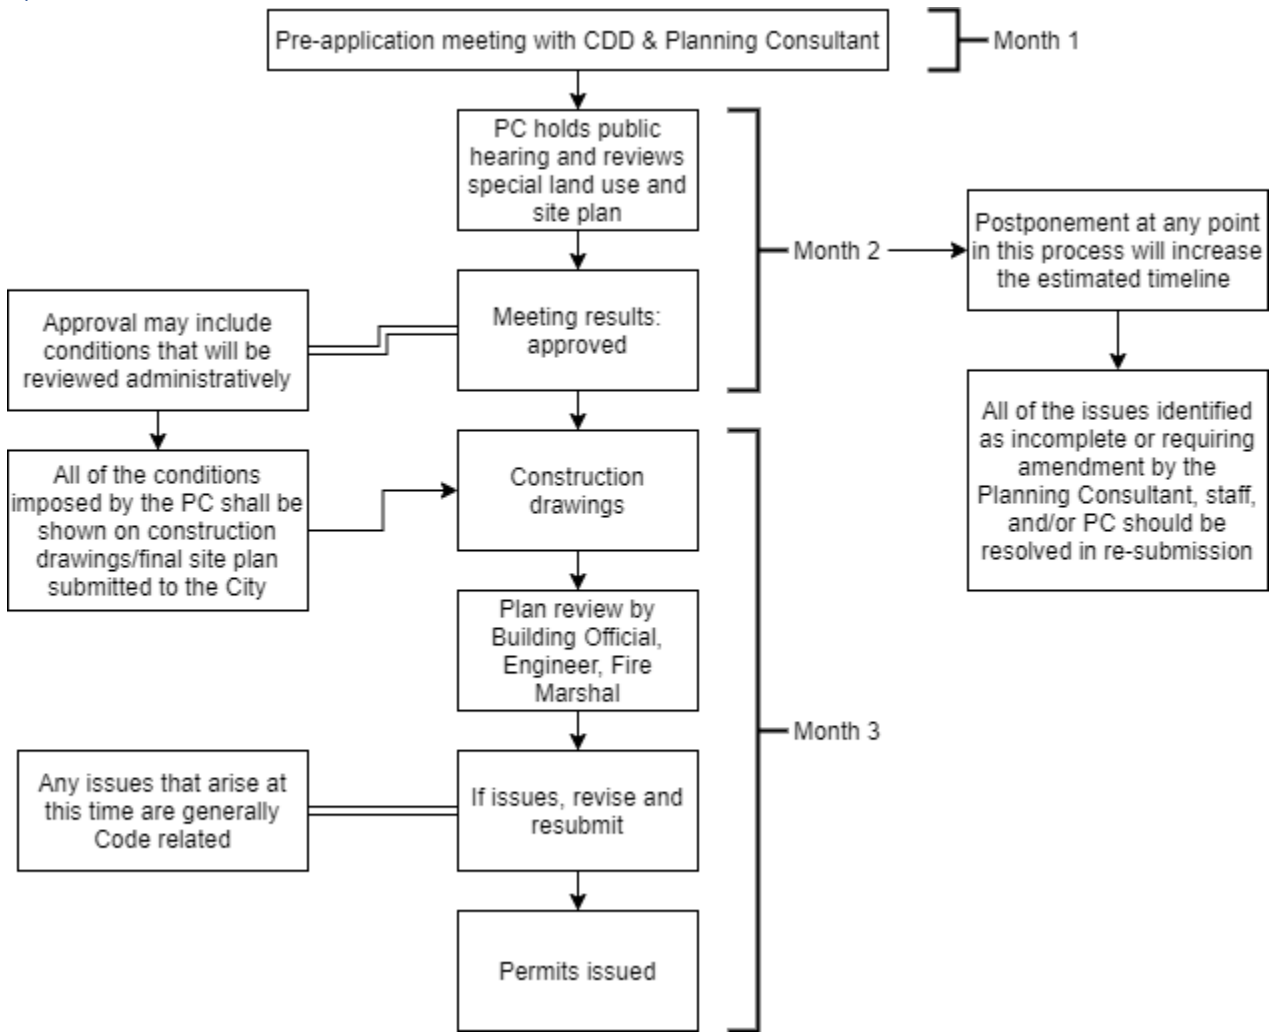 Pre-application meeting with CDD & Planning Consultant
Month 1
PC holds public
hearing and reviews
special land use and
site plan
Month 2
Postponement at any point
in this process will increase
the estimated timeline
Meeting results:
approved
Approval may include
conditions that will be
reviewed administratively
All of the issues identified
as incomplete or requiring
amendment by the
Planning Consultant, staff,
and/or PC should be
resolved in re-submission
All of the conditions
imposed by the PC shall be
shown on construction
drawings/final site plan
submitted to the City
Construction
drawings
Plan review by
Building Official,
Engineer, Fire
Marshal
Month 3
Any issues that arise at
this time are generally
Code related
If issues, revise and
resubmit
Permits issued